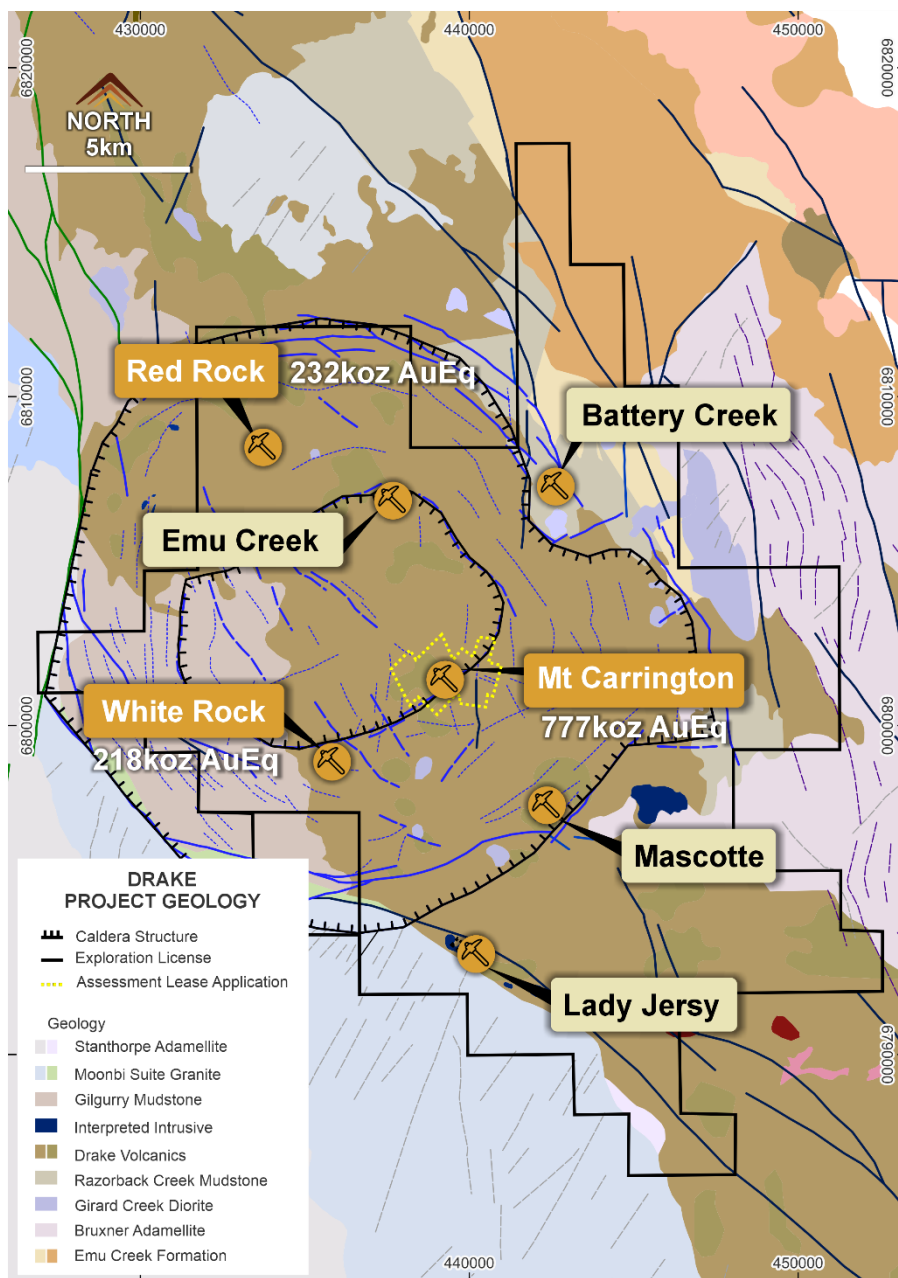 430000
440000
450000
6820000
6820000
NORTH
5km
Red Rock
232koz AuEq
6810000
6810000
Battery Creek
Emu Creek
Mt Carrington
777koz AuEq
White Rock
218koz AuEq
6800000
6800000
Mascotte
DRAKE
PROJECT GEOLOGY
Caldera Structure
Exploration License
Assessment Lease Application
Geology
Stanthorpe Adamellite
Moonbi Suite Granite
Gilgurry Mudstone
Interpreted Intrusive
Drake Volcanics
Razorback Creek Mudstone
Girard Creek Diorite
Bruxner Adamellite
Emu Creek Formation
Lady Jersy
6790000
440000
450000